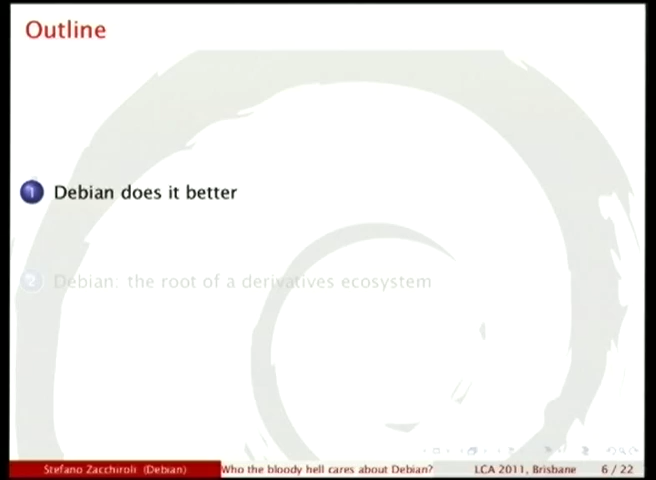 Outline
1 Debian does it better
2 Debian: the root of a derivatives ecosystem
Stefano Zacchiroli (Debian) Who the bloody hell cares about Debian? LCA 2011, Brisbane 6 / 22